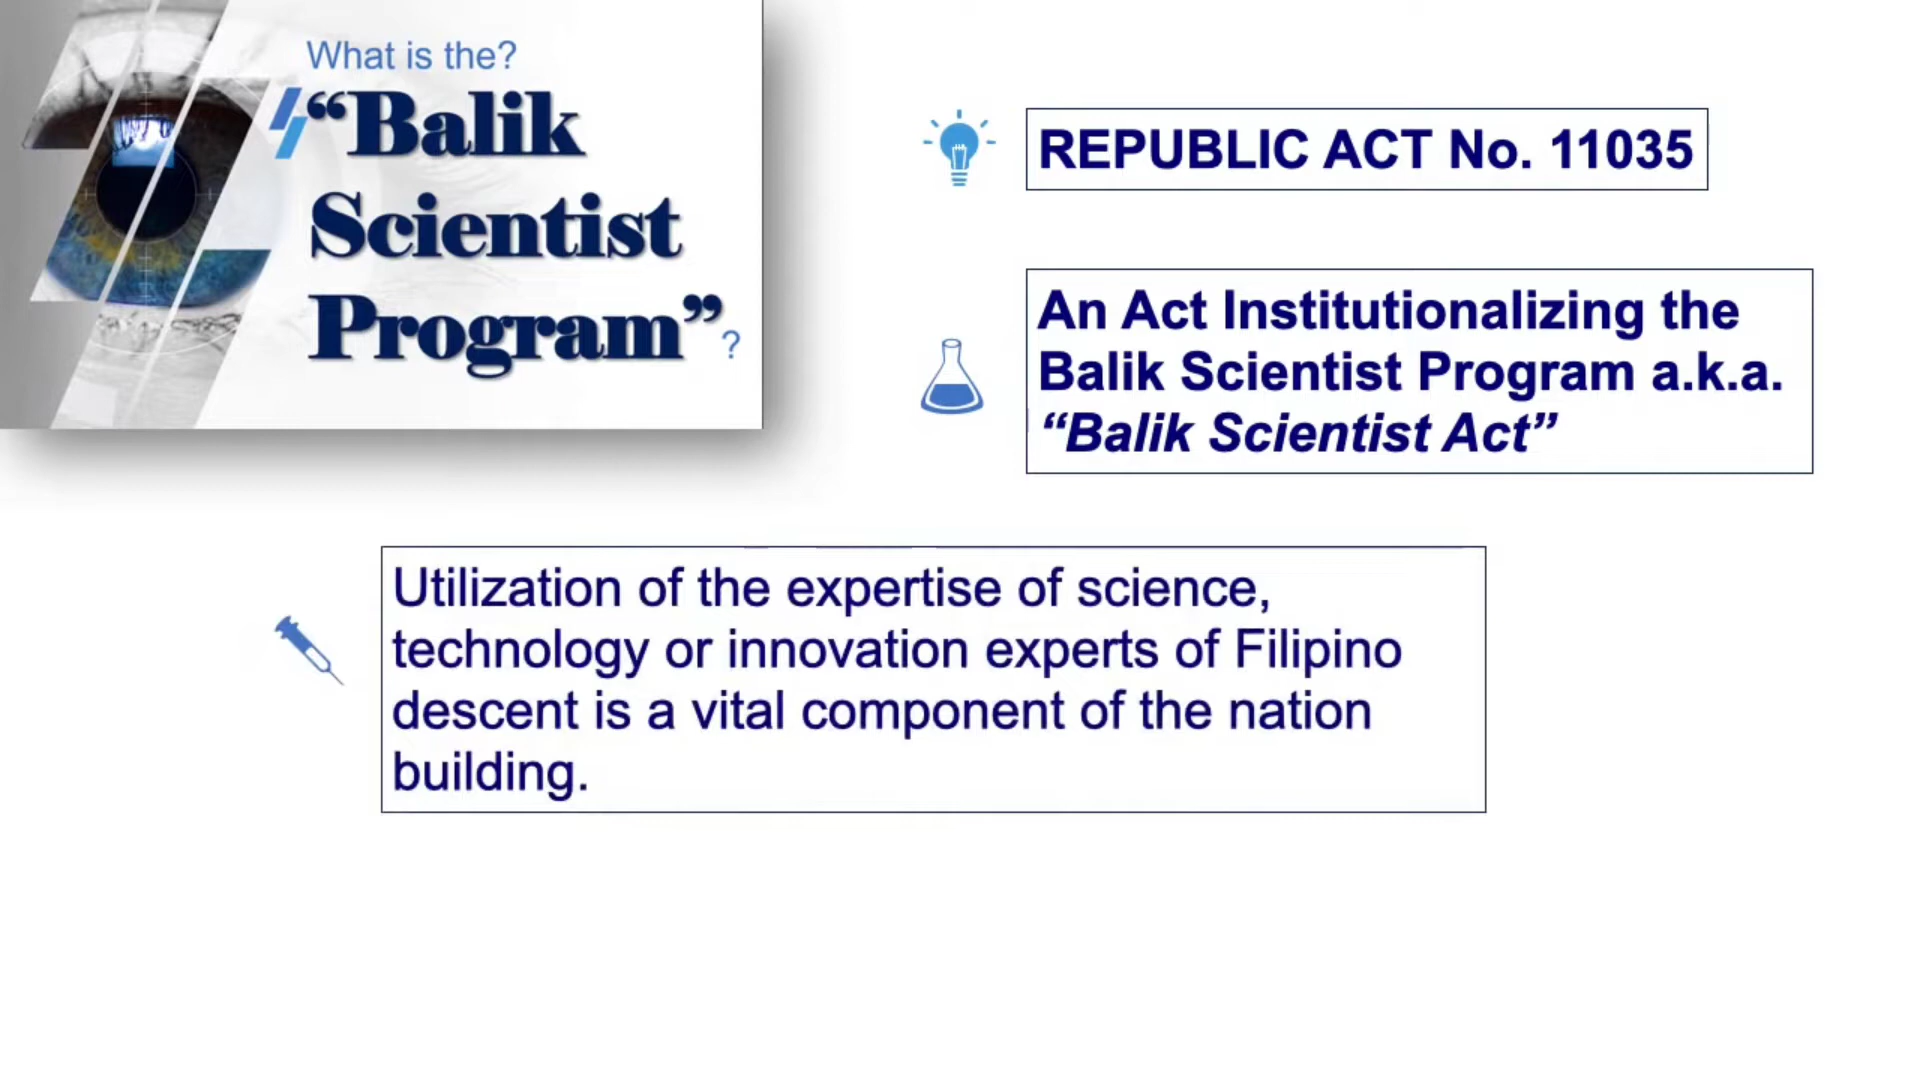 What is the?
“Balik
Scientist
Program”?
REPUBLIC ACT No. 11035
An Act Institutionalizing the
Balik Scientist Program a.k.a.
“Balik Scientist Act”
Utilization of the expertise of science,
technology or innovation experts of Filipino
descent is a vital component of the nation
building.